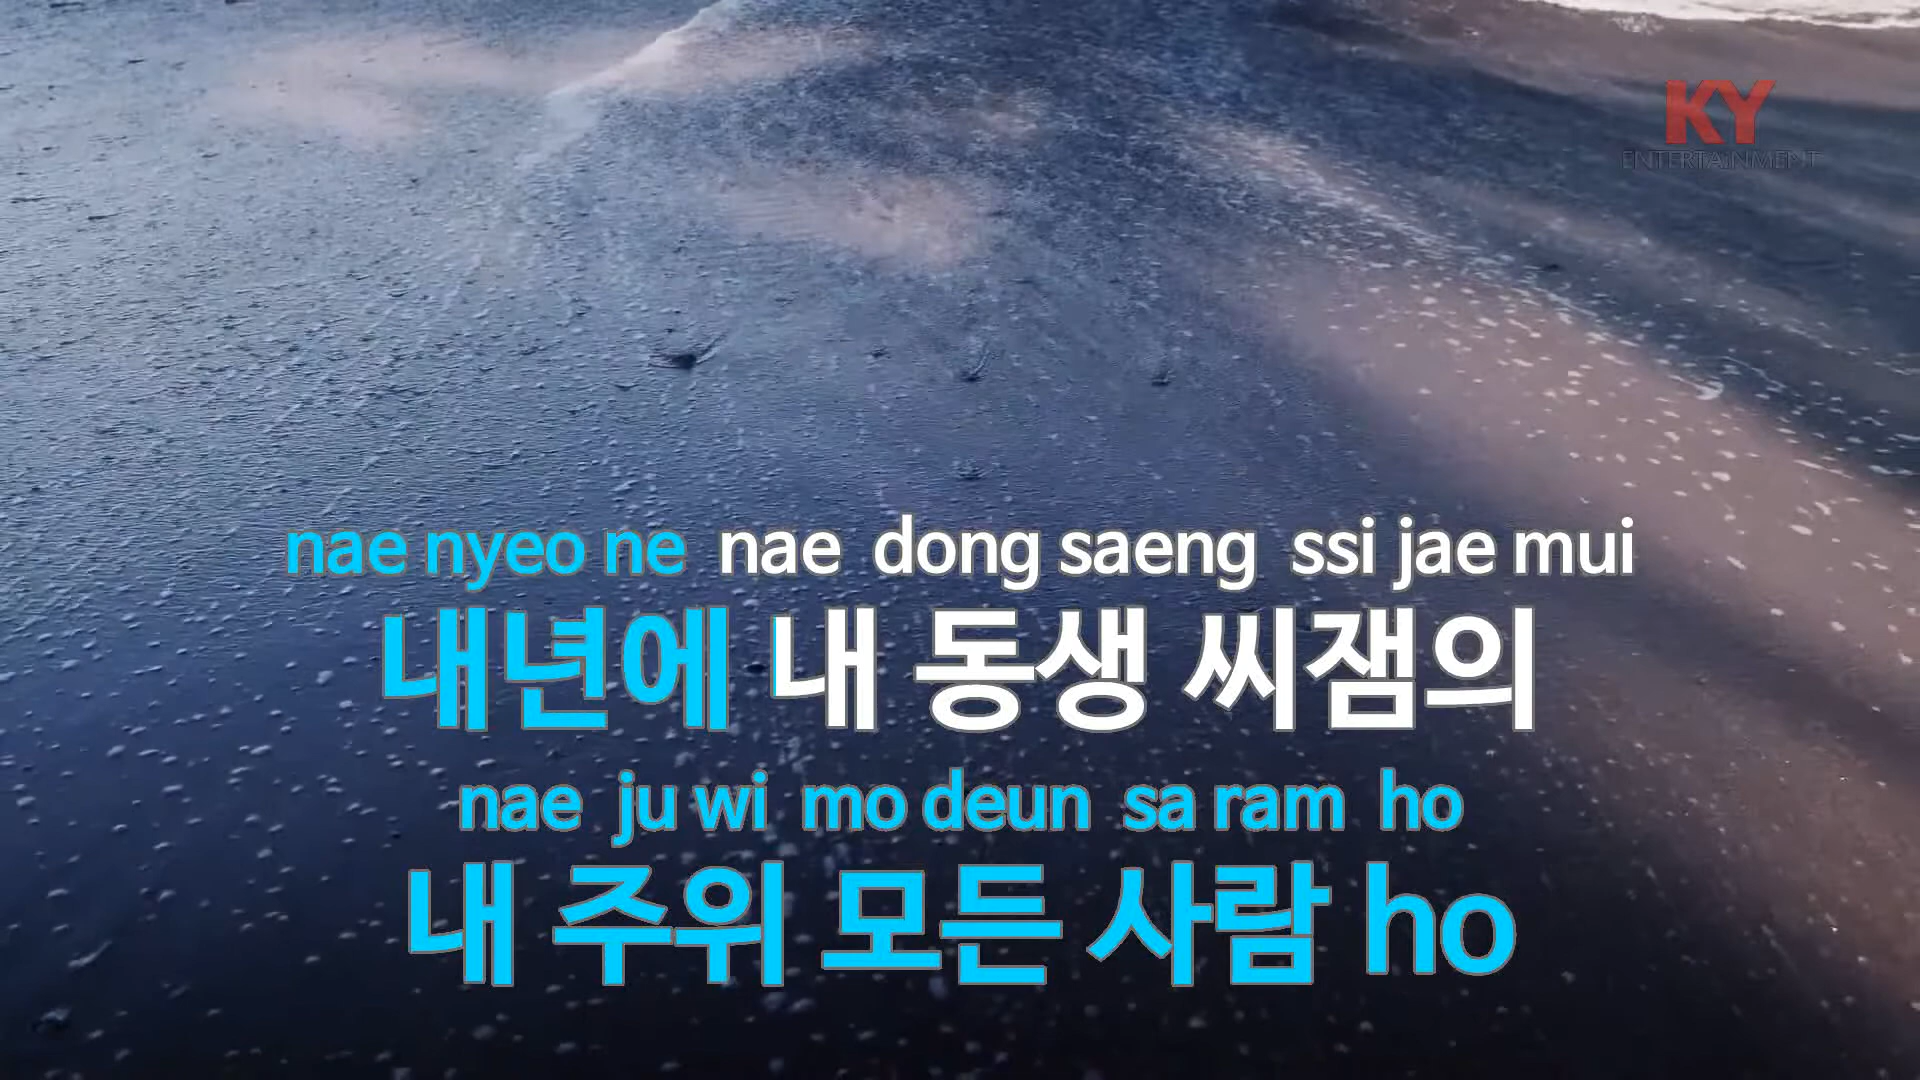 KY
ENTERTAINMENT
nae nyeo ne nae dong saeng ssi jae mui
내년에 내 동생 씨잼의
nae ju wi mo deun sa ram ho
내 주위 모든 사람 ho